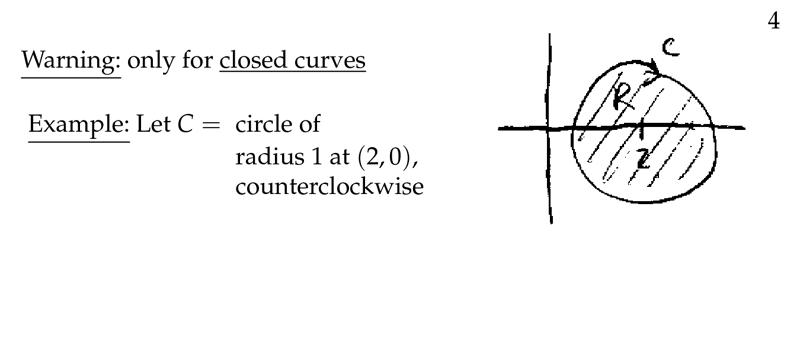 4
Warning: only for closed curves
C
Example: Let C = circle of
R
radius 1 at (2,0),
2
counterclockwise